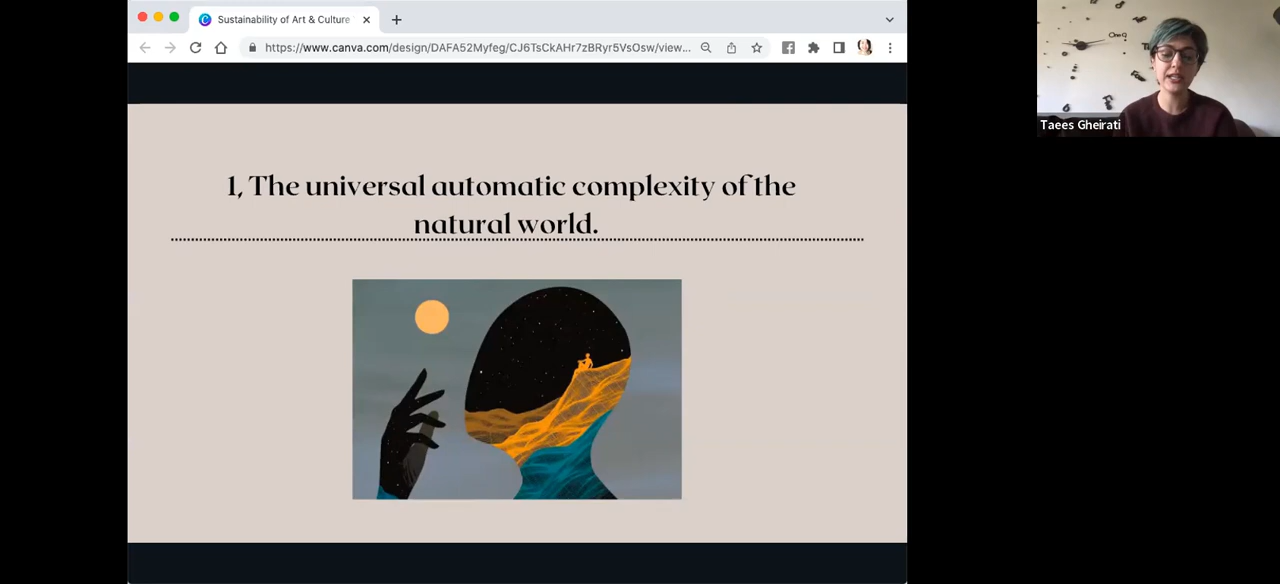 Sustainability of Art & Culture
https://www.canva.com/design/DAFA52Myfeg/CJ6TsCkAHr7zBRyr5VsOsw/view...
1, The universal automatic complexity of the
natural world.
Taees Gheirati